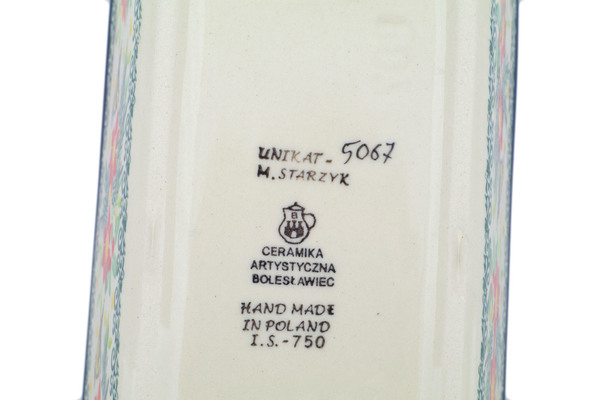 UNIKAT - 5067
M. STARZYK
B
CERAMIKA
ARTYSTYCZNA
BOLESŁAWIEC
HAND MADE
IN POLAND
I.S.-750